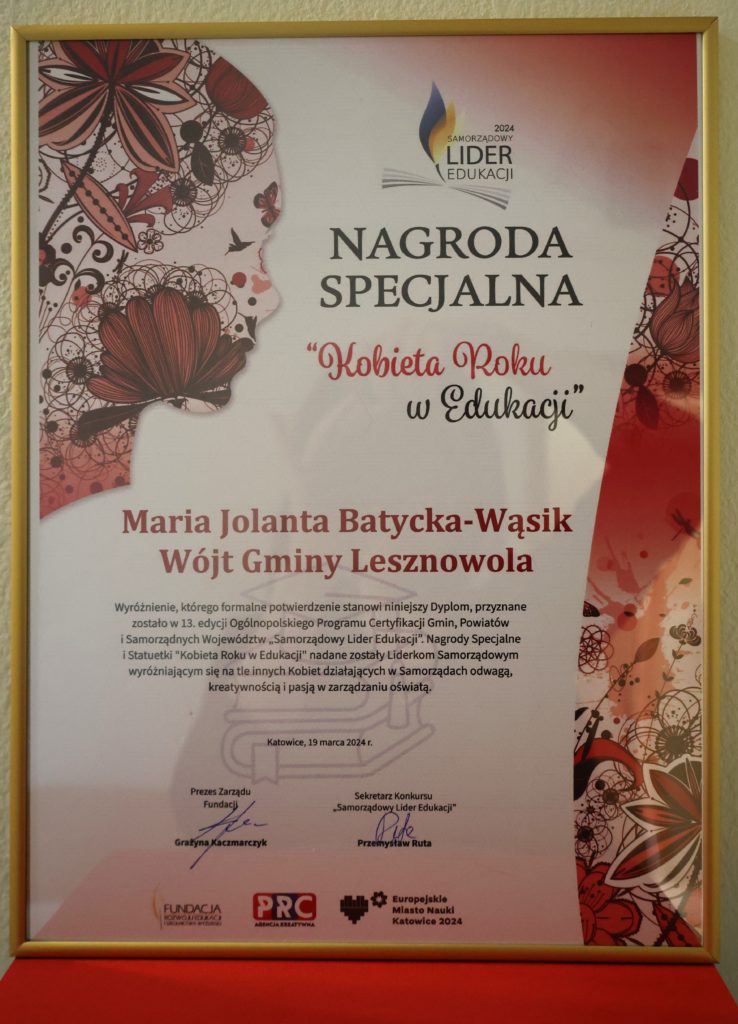 2024
SAMORZĄDOWY
LIDER
EDUKACJI
NAGRODA
SPECJALNA
"Kobieta Roku
w Edukacji"
Maria Jolanta Batycka-Wąsik
Wójt Gminy Lesznowola
Wyróżnienie, którego formalne potwierdzenie stanowi niniejszy Dyplom, przyznane
zostało w 13. edycji Ogólnopolskiego Programu Certyfikacji Gmin, Powiatów
i Samorządnych Województw „Samorządowy Lider Edukacji”. Nagrody Specjalne
i Statuetki "Kobieta Roku w Edukacji" nadane zostały Liderkom Samorządowym
wyróżniającym się na tle innych Kobiet działających w Samorządach odwagą,
kreatywnością i pasją w zarządzaniu oświatą.
Katowice, 19 marca 2024 r.
Prezes Zarządu
Fundacji
Grażyna Kaczmarczyk
Sekretarz Konkursu
„Samorządowy Lider Edukacji”
Przemysław Ruta
FUNDACJA
ROZWOJU EDUKACJI
I SZKOLNICTWA WYŻSZEGO
PRC
AGENCJA KREATYWNA
Europejskie
Miasto Nauki
Katowice 2024